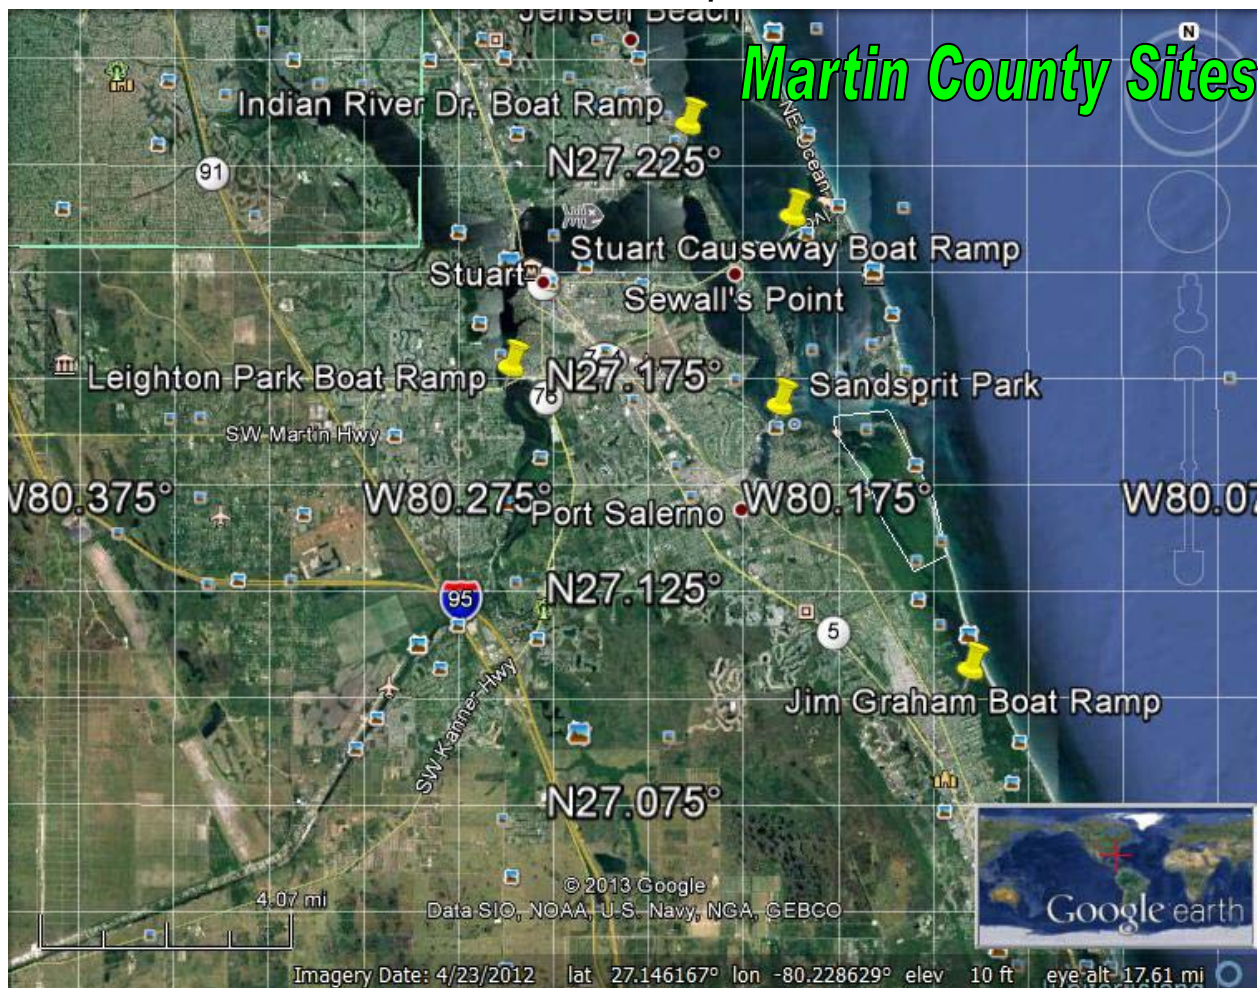 Jensen Beach
Martin County Sites
N
Indian River Dr. Boat Ramp
NE Ocean
N27.225°
91
Stuart Causeway Boat Ramp
Stuart
Sewall's Point
N27.175°
Leighton Park Boat Ramp
Sandsprit Park
76
SW Martin Hwy
W80.375°
W80.275°
W80.175°
W80.07
Port Salerno
N27.125°
95
5
Jim Graham Boat Ramp
SW Kanner Hwy
N27.075°
4.07 mi
© 2013 Google
Data SIO, NOAA, U.S. Navy, NGA, GEBCO
Google earth
Imagery Date: 4/23/2012 lat 27.146167° lon -80.228629° elev 10 ft eye alt 17.61 mi